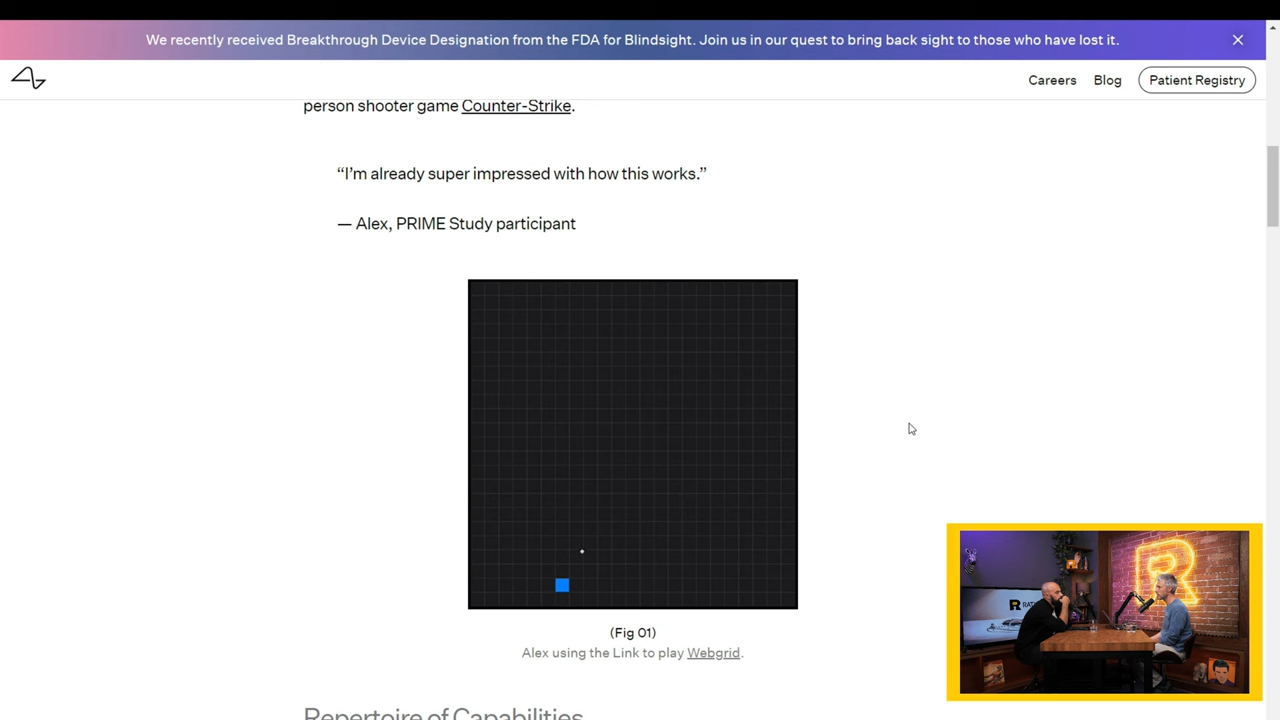 We recently received Breakthrough Device Designation from the FDA for Blindsight. Join us in our quest to bring back sight to those who have lost it.
Careers Blog Patient Registry
person shooter game Counter-Strike.
“I’m already super impressed with how this works.”
— Alex, PRIME Study participant
(Fig 01)
Alex using the Link to play Webgrid.
Repertoire of Capabilities
R